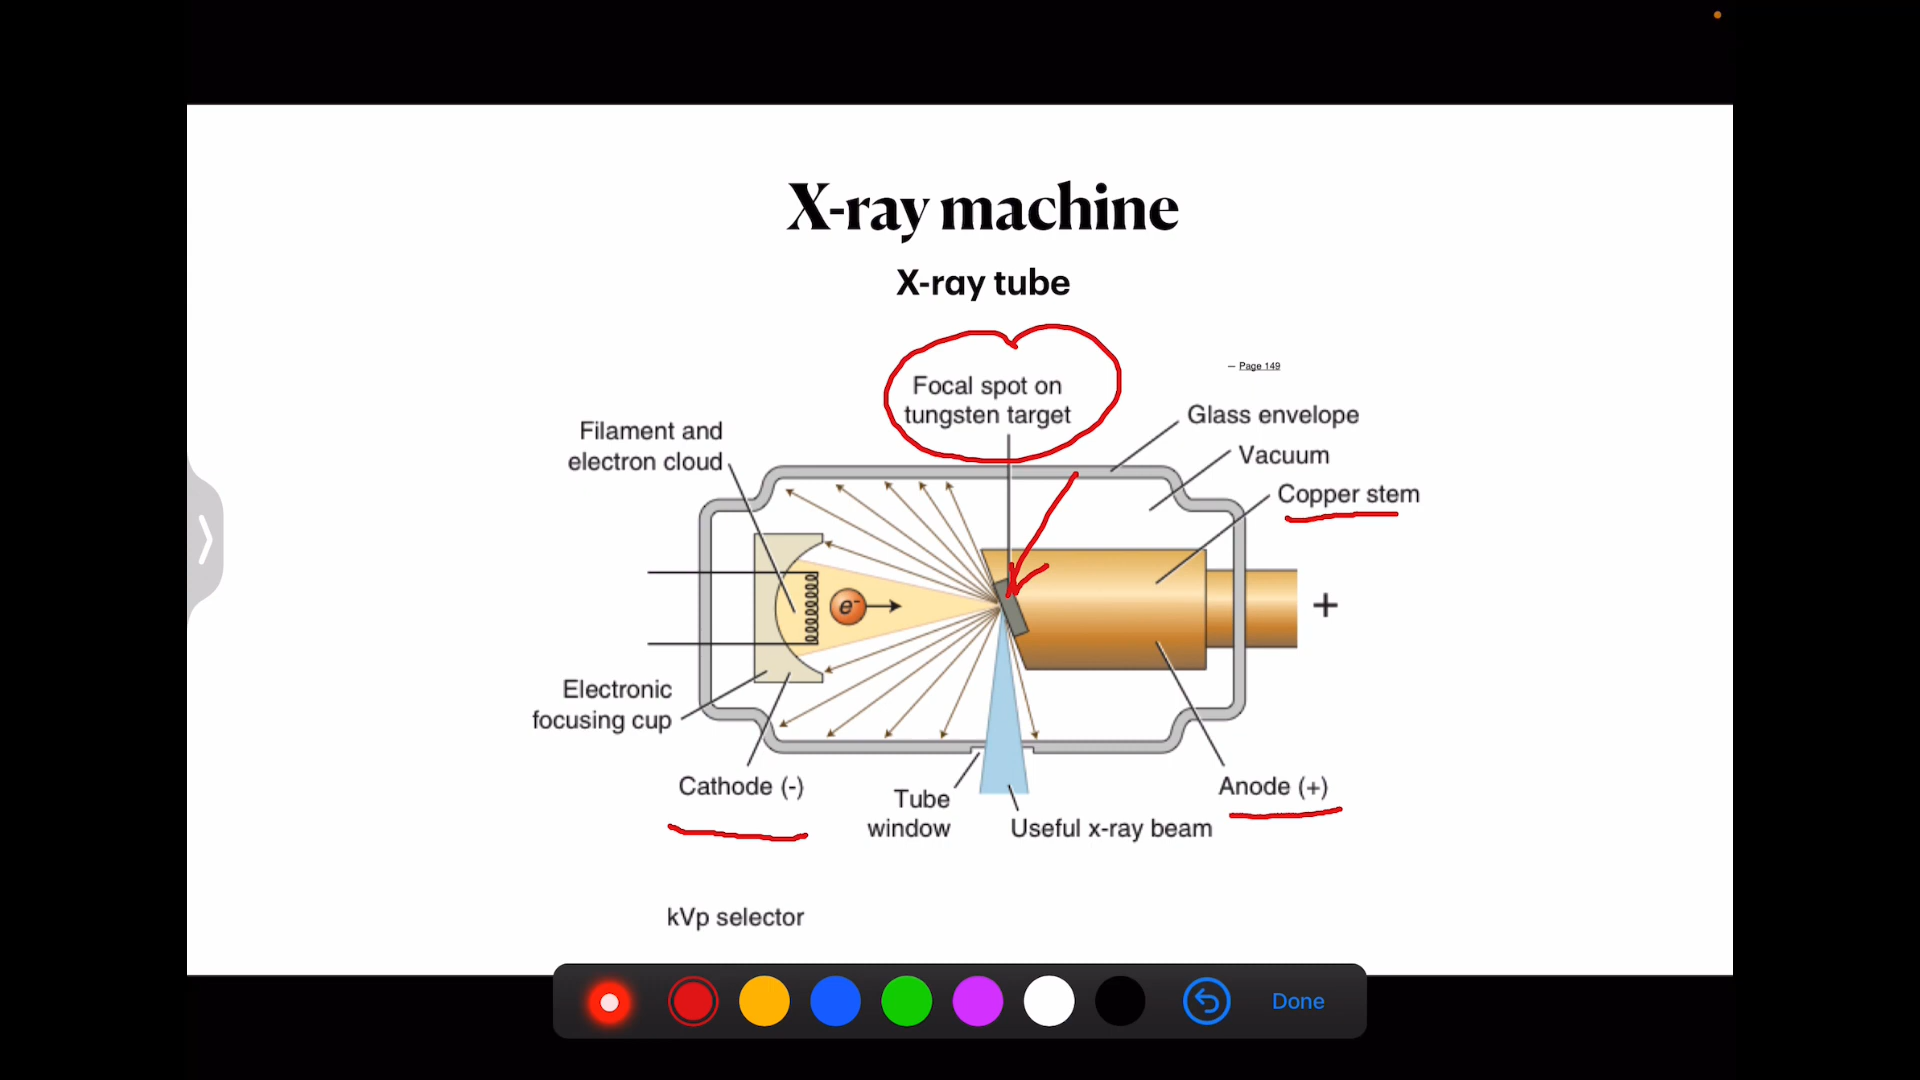 X-ray machine
X-ray tube
— Page 149
Focal spot on
tungsten target
Glass envelope
Filament and
electron cloud
Vacuum
Copper stem
e-
+
Electronic
focusing cup
Cathode (-)
Tube
window
Useful x-ray beam
Anode (+)
kVp selector
Done